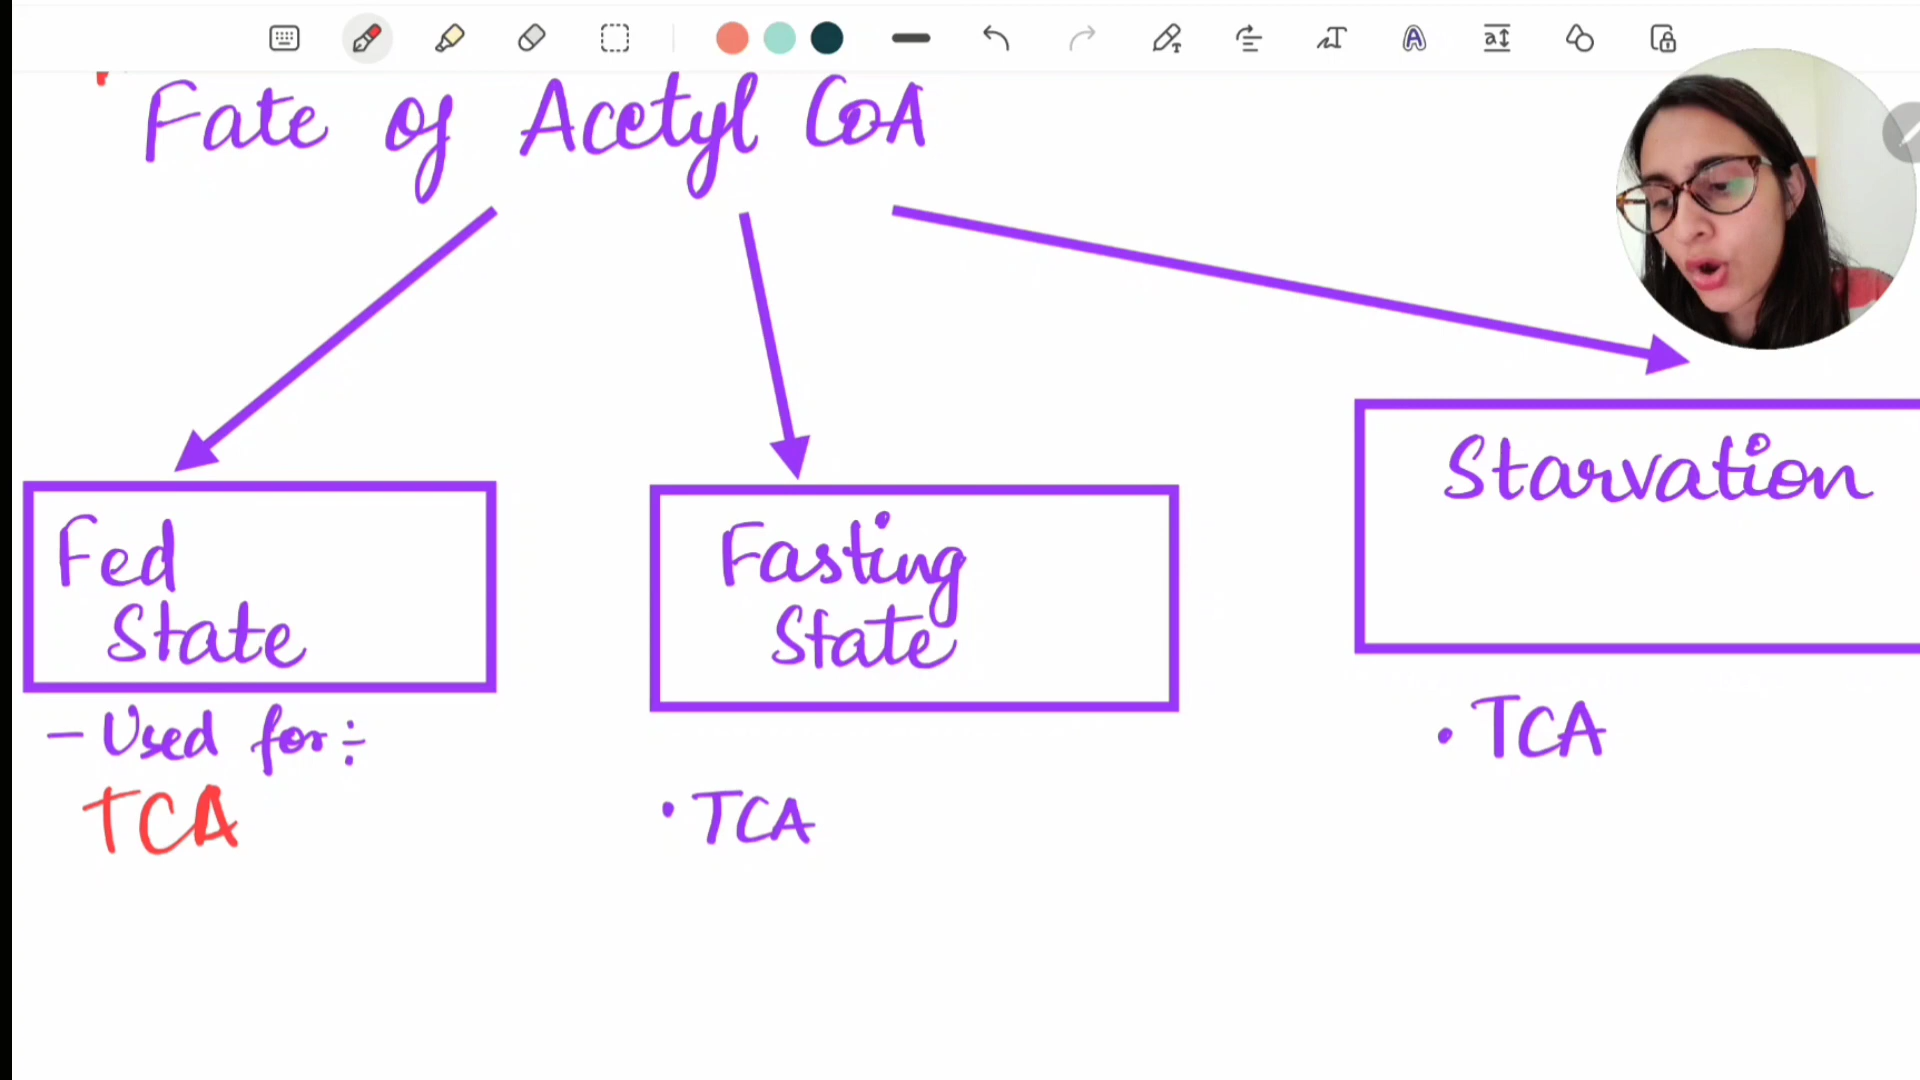 Fate of Acetyl CoA
Fed
State
Fasting
State
Starvation
- Used for ÷
TCA
• TCA
• TCA